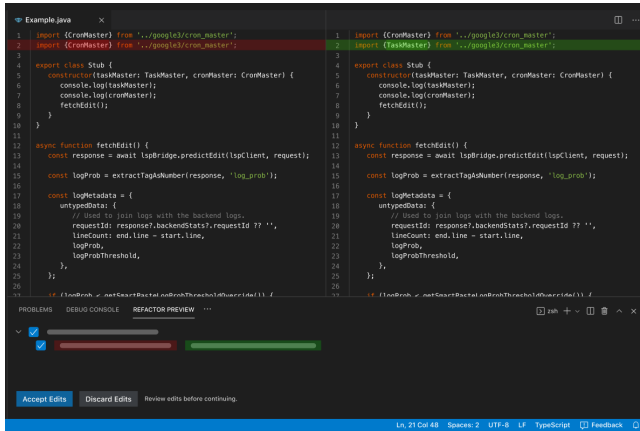 Example.java
1 import {CronMaster} from '../google3/cron_master';
2 import {CronMaster} from '../google3/cron_master';
3
4 export class Stub {
5 constructor(taskMaster: TaskMaster, cronMaster: CronMaster) {
6 console.log(taskMaster);
7 console.log(cronMaster);
8 fetchEdit();
9 }
10 }
11
12 async function fetchEdit() {
13 const response = await lspBridge.predictEdit(lspClient, request);
14
15 const logProb = extractTagAsNumber(response, 'log_prob');
16
17 const logMetadata = {
18 untypedData: {
19 // Used to join logs with the backend logs.
20 requestId: response?.backendStats?.requestId ?? '',
21 lineCount: end.line - start.line,
22 logProb,
23 logProbThreshold,
24 },
25 };
26
27 if (logProb < getSmartPasteLogProbThresholdOverride()) {
1 import {CronMaster} from '../google3/cron_master';
2 import {TaskMaster} from '../google3/cron_master';
3
4 export class Stub {
5 constructor(taskMaster: TaskMaster, cronMaster: CronMaster) {
6 console.log(taskMaster);
7 console.log(cronMaster);
8 fetchEdit();
9 }
10 }
11
12 async function fetchEdit() {
13 const response = await lspBridge.predictEdit(lspClient, request);
14
15 const logProb = extractTagAsNumber(response, 'log_prob');
16
17 const logMetadata = {
18 untypedData: {
19 // Used to join logs with the backend logs.
20 requestId: response?.backendStats?.requestId ?? '',
21 lineCount: end.line - start.line,
22 logProb,
23 logProbThreshold,
24 },
25 };
26
27 if (logProb < getSmartPasteLogProbThresholdOverride()) {
PROBLEMS DEBUG CONSOLE REFACTOR PREVIEW ··· zsh
Accept Edits Discard Edits Review edits before continuing.
Ln, 21 Col 48 Spaces: 2 UTF-8 LF TypeScript Feedback